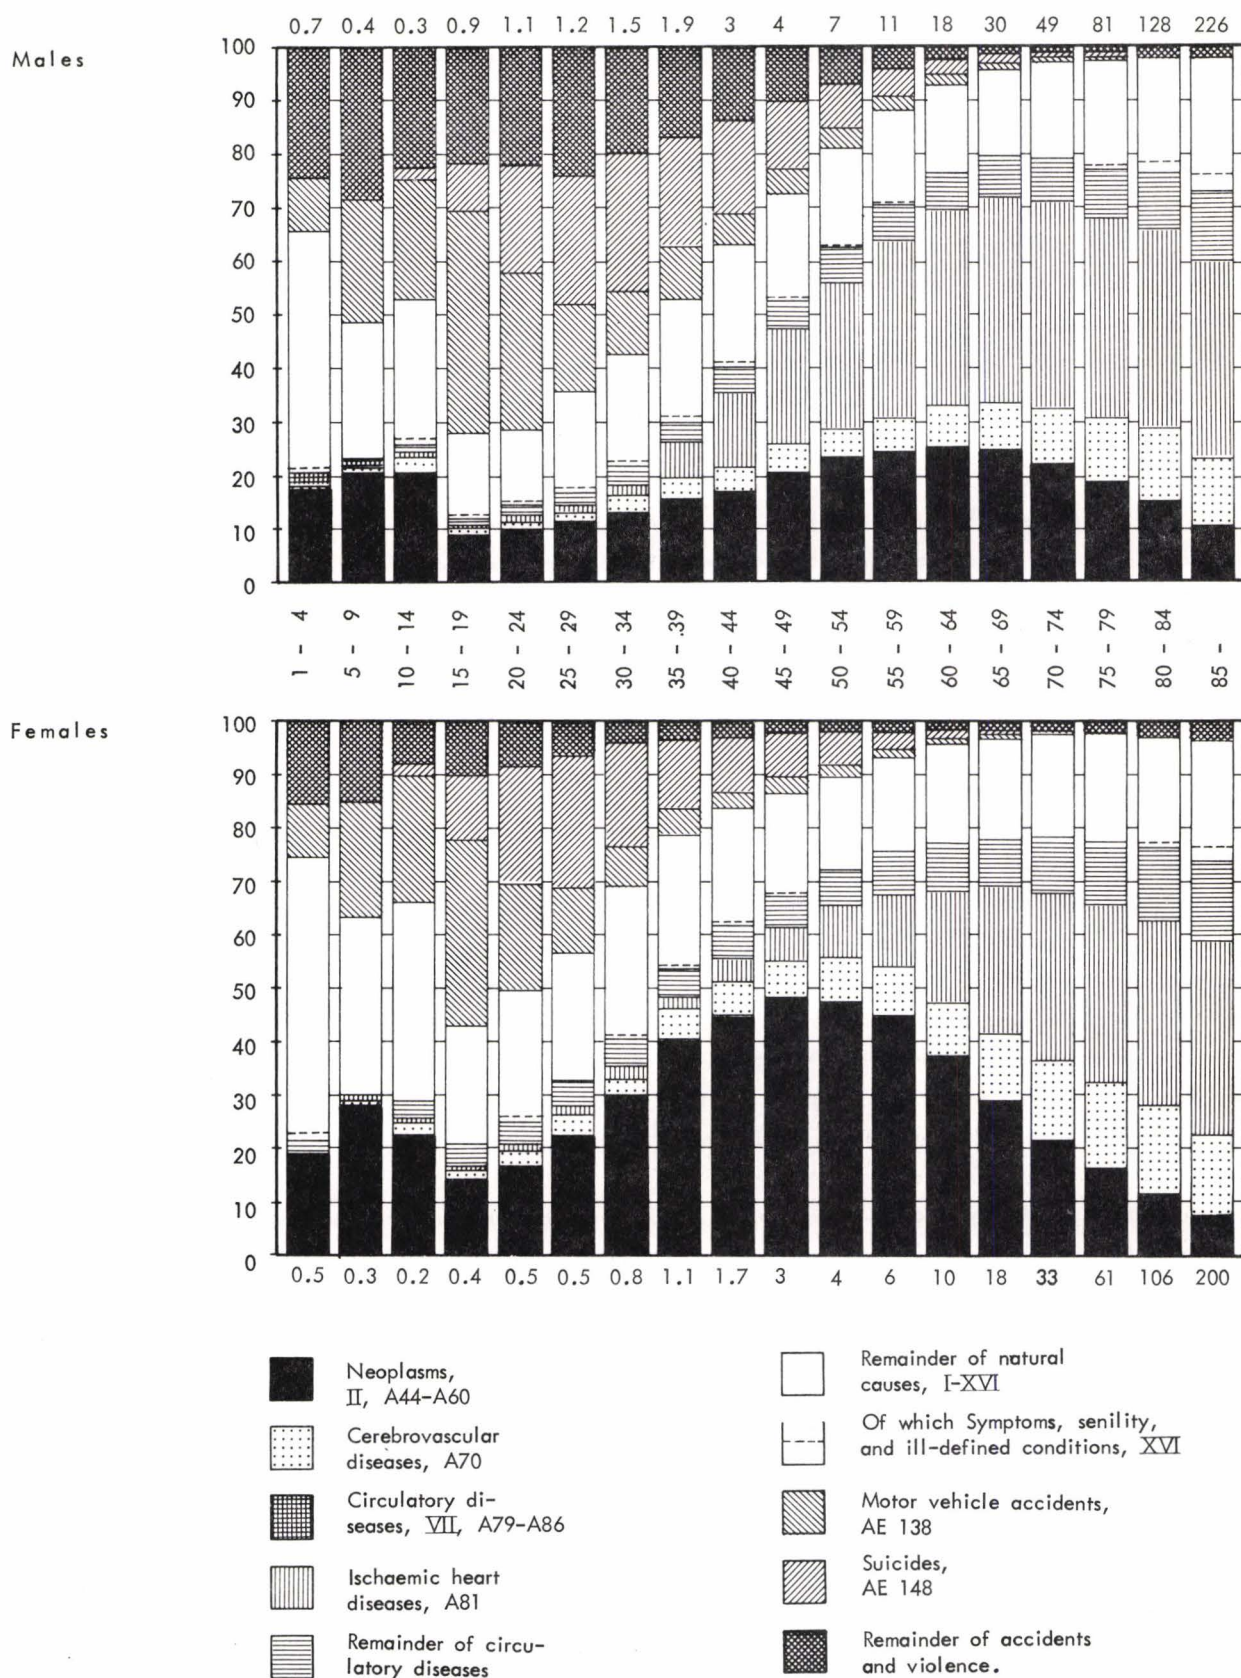 0.7 0.4 0.3 0.9 1.1 1.2 1.5 1.9 3 4 7 11 18 30 49 81 128 226
Males
100
90
80
70
60
50
40
30
20
10
0
1 - 4
5 - 9
10 - 14
15 - 19
20 - 24
25 - 29
30 - 34
35 - .39
40 - 44
45 - 49
50 - 54
55 - 59
60 - 64
65 - 69
70 - 74
75 - 79
80 - 84
85 -
Females
100
90
80
70
60
50
40
30
20
10
0
0.5 0.3 0.2 0.4 0.5 0.5 0.8 1.1 1.7 3 4 6 10 18 33 61 106 200
Neoplasms,
II, A44-A60
Cerebrovascular
diseases, A70
Circulatory di-
seases, VII, A79-A86
Ischaemic heart
diseases, A81
Remainder of circu-
latory diseases
Remainder of natural
causes, I-XVI
Of which Symptoms, senility,
and ill-defined conditions, XVI
Motor vehicle accidents,
AE 138
Suicides,
AE 148
Remainder of accidents
and violence.